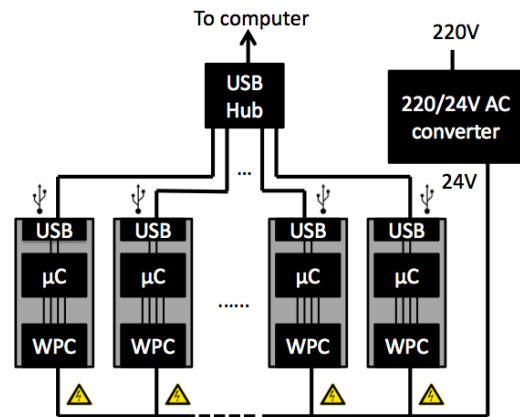 To computer
220V
USB
Hub
220/24V AC
converter
...
24V
USB
USB
USB
USB
µC
µC
......
µC
µC
WPC
WPC
WPC
WPC